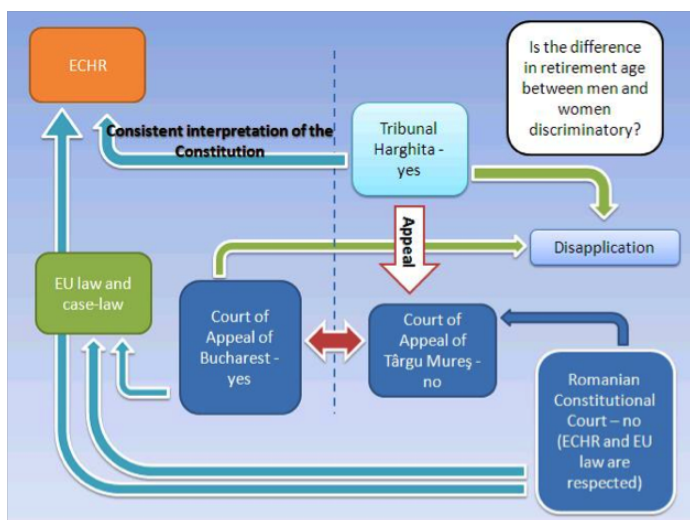 ECHR
Is the difference
in retirement age
between men and
women
discriminatory?
Consistent interpretation of the
Constitution
Tribunal
Harghita -
yes
Appeal
Disapplication
EU law and
case-law
Court of
Appeal of
Bucharest -
yes
Court of
Appeal of
Târgu Mureş -
no
Romanian
Constitutional
Court – no
(ECHR and EU
law are
respected)